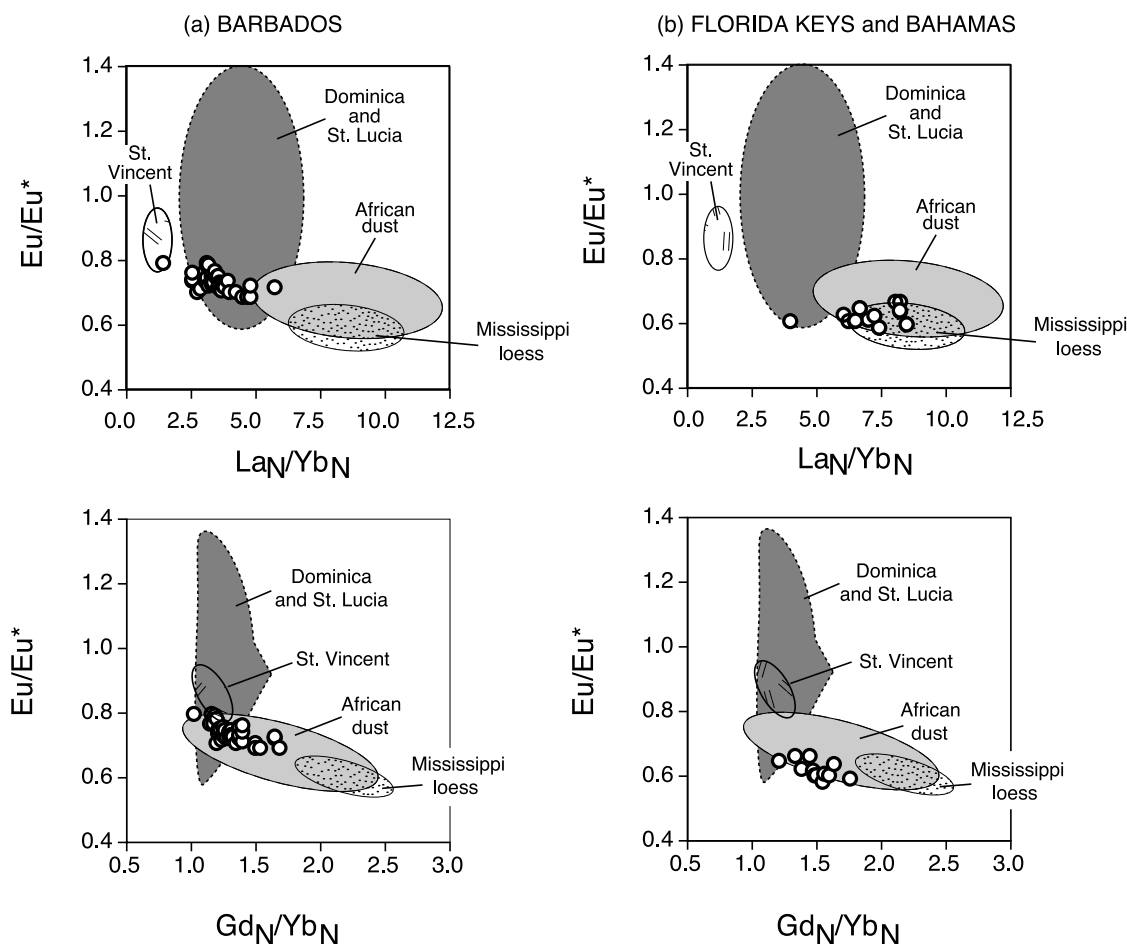 (a) BARBADOS
1.4
1.2
1.0
0.8
0.6
0.4
Eu/Eu*
Dominica
and
St. Lucia
St.
Vincent
African
dust
Mississippi
loess
0.0
2.5
5.0
7.5
10.0
12.5
LaN/YbN
(b) FLORIDA KEYS and BAHAMAS
1.4
1.2
1.0
0.8
0.6
0.4
Eu/Eu*
Dominica
and
St. Lucia
St.
Vincent
African
dust
Mississippi
loess
0.0
2.5
5.0
7.5
10.0
12.5
LaN/YbN
1.4
1.2
1.0
0.8
0.6
0.4
Eu/Eu*
Dominica
and St. Lucia
St. Vincent
African
dust
Mississippi
loess
0.5
1.0
1.5
2.0
2.5
3.0
GdN/YbN
1.4
1.2
1.0
0.8
0.6
0.4
Eu/Eu*
Dominica
and St. Lucia
St. Vincent
African
dust
Mississippi
loess
0.5
1.0
1.5
2.0
2.5
3.0
GdN/YbN